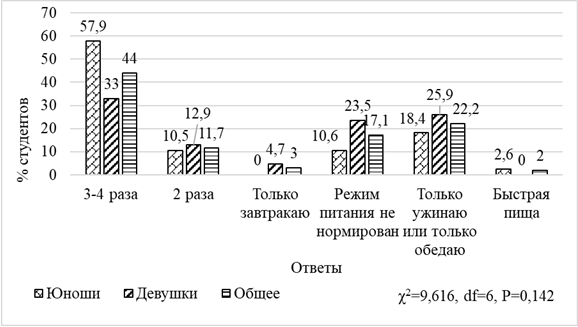 % студентов
70
60
50
40
30
20
10
0
57,9
33
44
10,5
12,9
11,7
0
4,7
3
10,6
23,5
17,1
18,4
25,9
22,2
2,6
0
2
3-4 раза
2 раза
Только
завтракаю
Режим
питания не
нормирован
Только
ужинаю
или только
обедаю
Быстрая
пища
Ответы
Юноши
Девушки
Общее
χ²=9,616, df=6, P=0,142